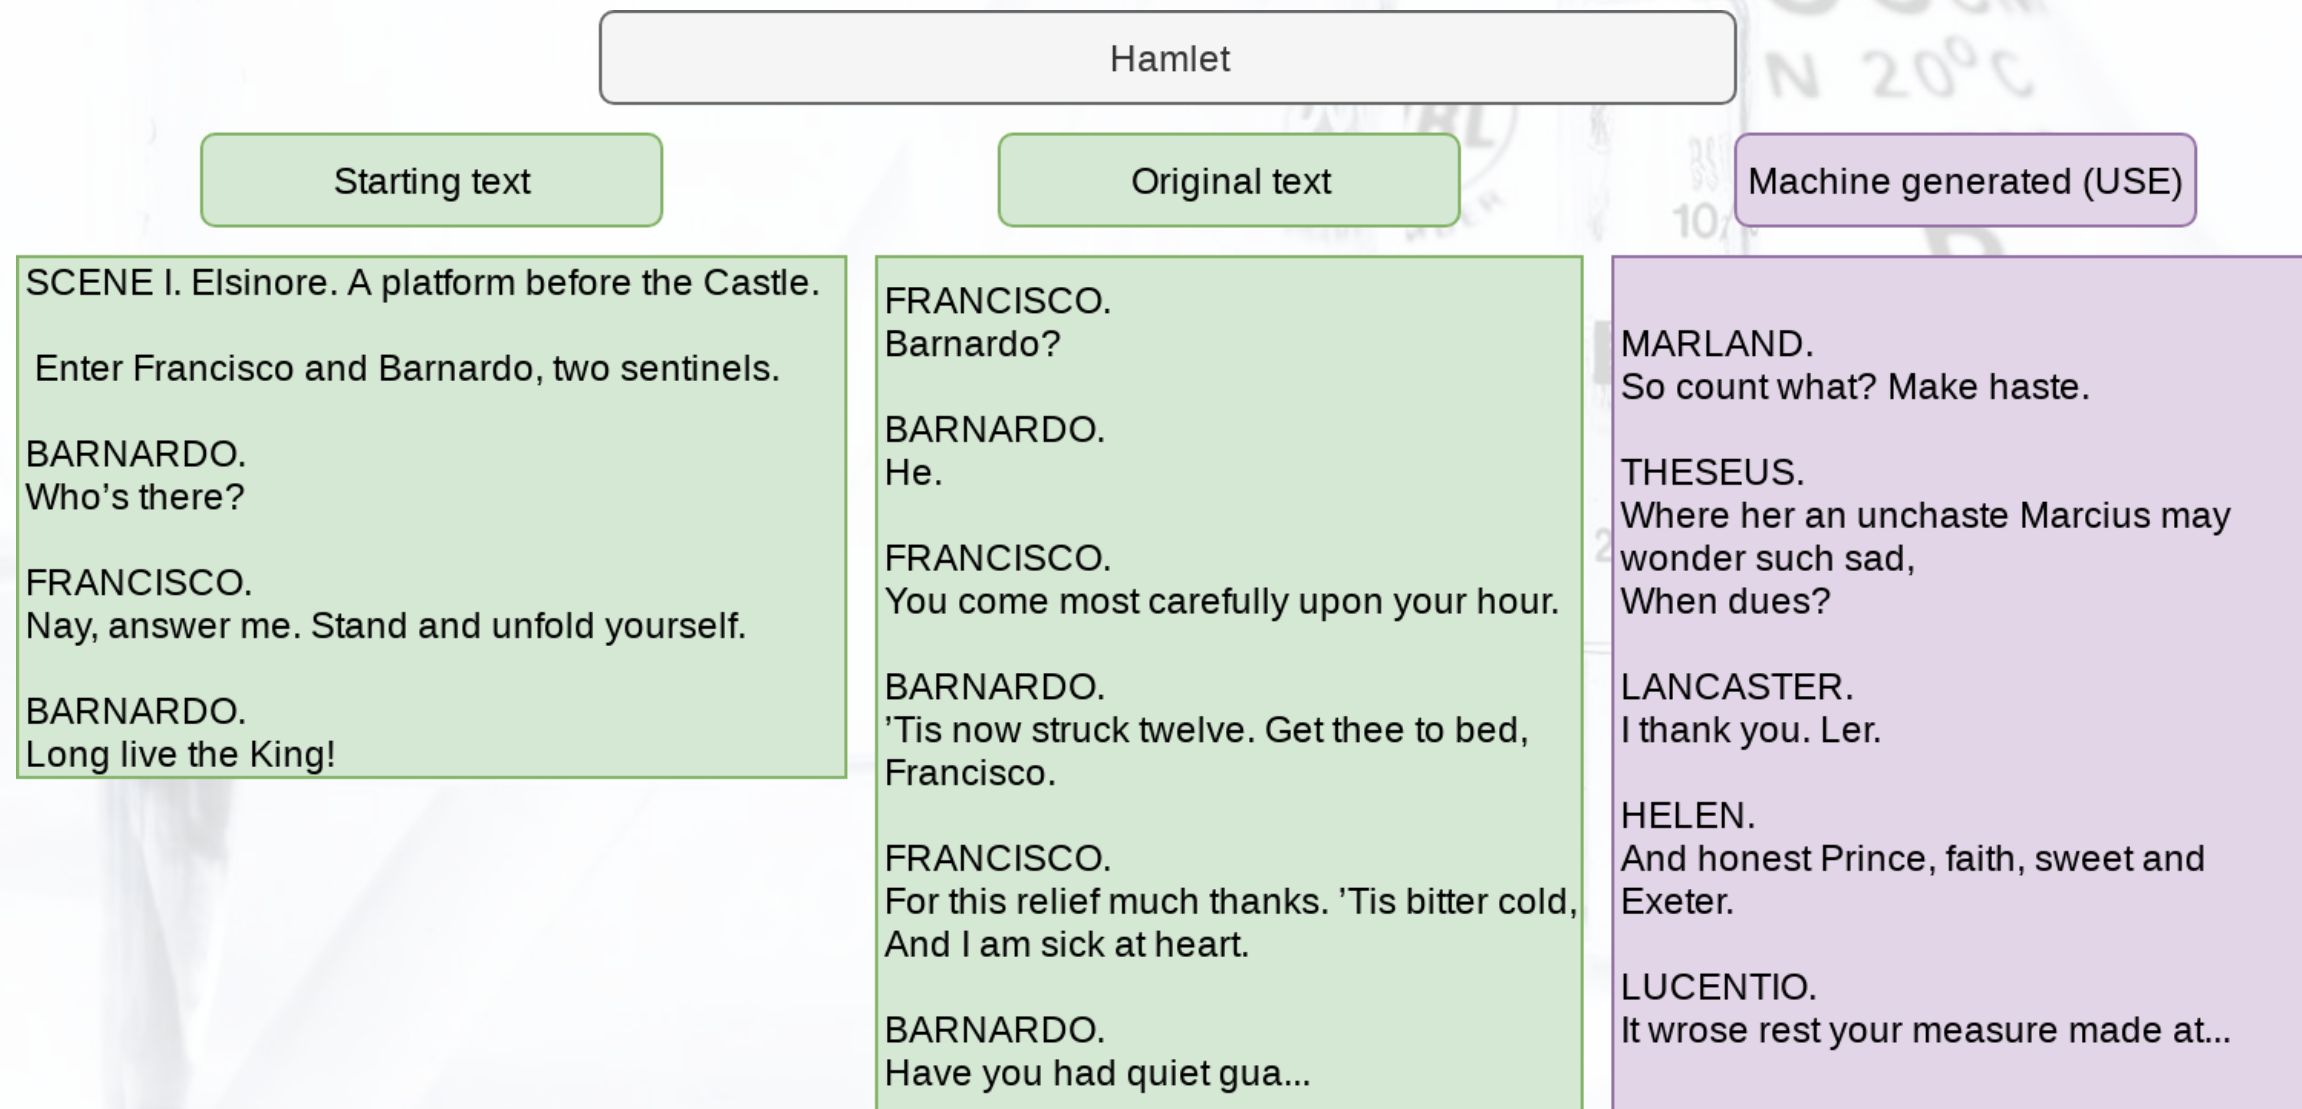 Hamlet
Starting text
Original text
Machine generated (USE)
SCENE I. Elsinore. A platform before the Castle.
Enter Francisco and Barnardo, two sentinels.
BARNARDO.
Who’s there?
FRANCISCO.
Nay, answer me. Stand and unfold yourself.
BARNARDO.
Long live the King!
FRANCISCO.
Barnardo?
BARNARDO.
He.
FRANCISCO.
You come most carefully upon your hour.
BARNARDO.
’Tis now struck twelve. Get thee to bed,
Francisco.
FRANCISCO.
For this relief much thanks. ’Tis bitter cold,
And I am sick at heart.
BARNARDO.
Have you had quiet gua...
MARLAND.
So count what? Make haste.
THESEUS.
Where her an unchaste Marcius may
wonder such sad,
When dues?
LANCASTER.
I thank you. Ler.
HELEN.
And honest Prince, faith, sweet and
Exeter.
LUCENTIO.
It wrose rest your measure made at...
N 20°C